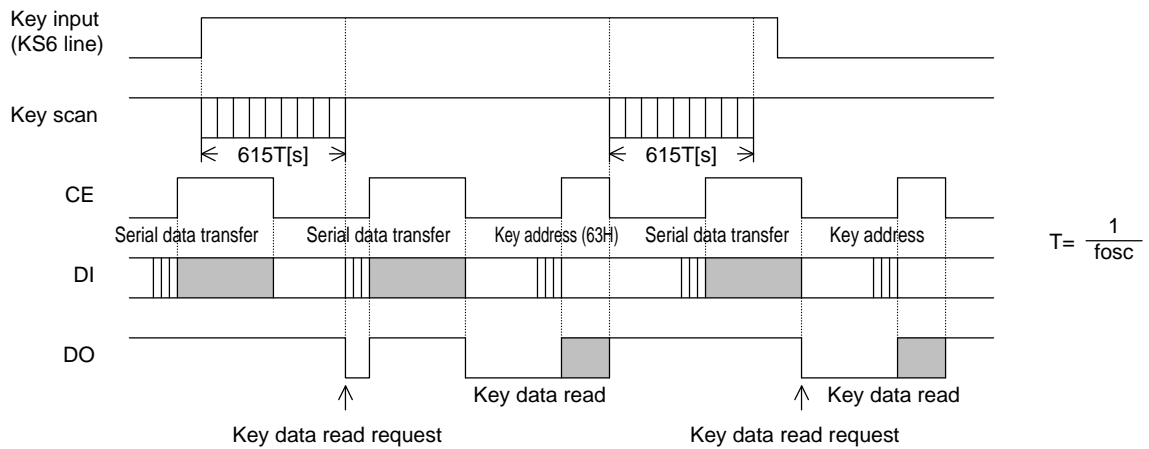 Key input
(KS6 line)
Key scan
615T[s]
615T[s]
CE
Serial data transfer
Serial data transfer
Key address (63H)
Serial data transfer
Key address
T= 1
fosc
DI
DO
Key data read
Key data read
Key data read request
Key data read request